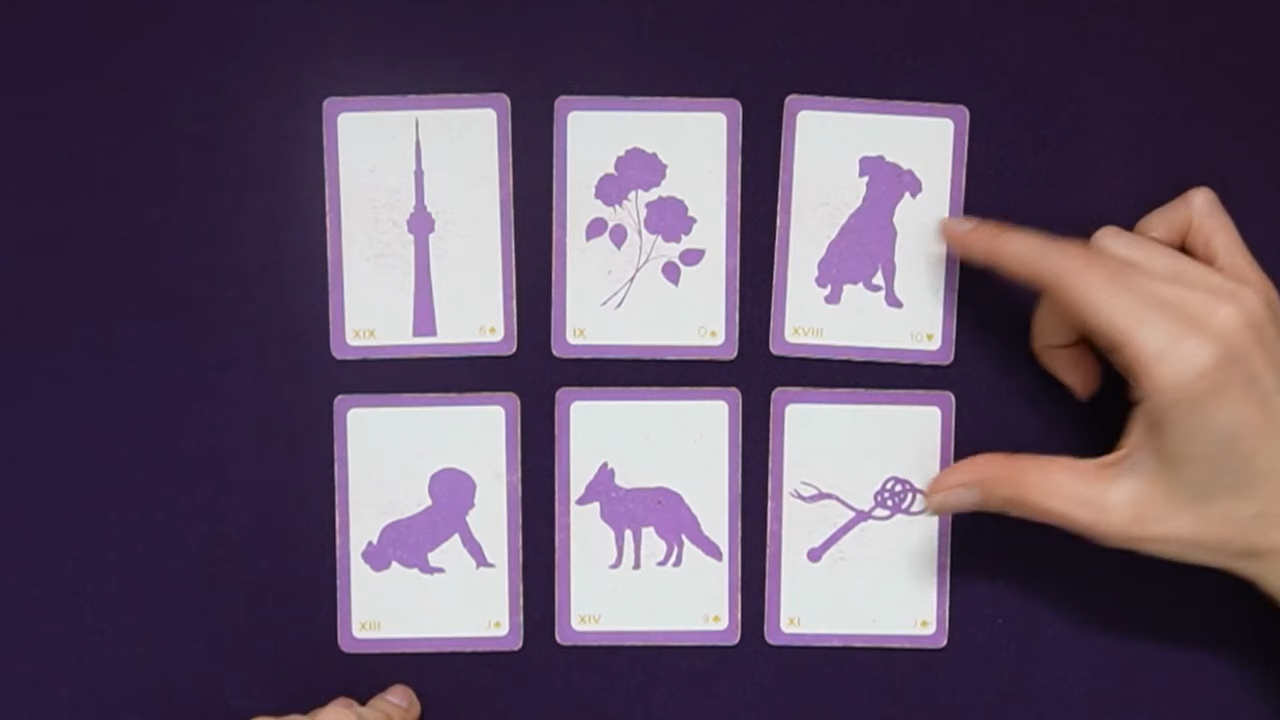 XIX 6♠
IX Q♠
XVIII 10♥
XIII J♠
XIV 9♣
XI J♣